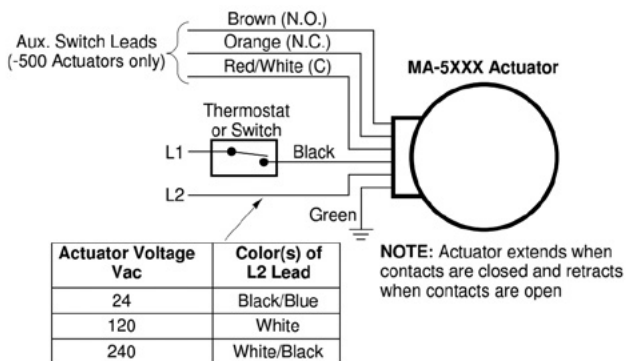 Brown (N.O.)
Aux. Switch Leads
(-500 Actuators only)
Orange (N.C.)
Red/White (C)
MA-5XXX Actuator
Thermostat
or Switch
L1
Black
L2
Green
Actuator Voltage
Vac
Color(s) of
L2 Lead
24
Black/Blue
120
White
240
White/Black
NOTE: Actuator extends when
contacts are closed and retracts
when contacts are open